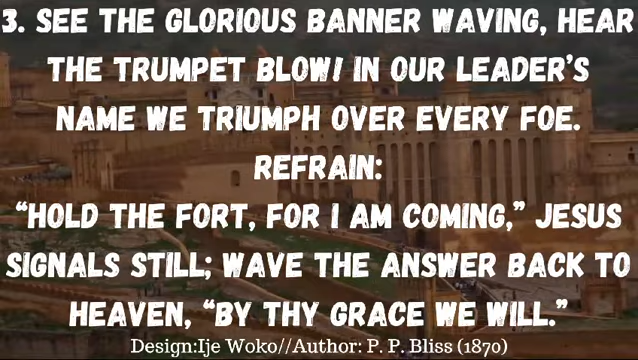 3. SEE THE GLORIOUS BANNER WAVING, HEAR
THE TRUMPET BLOW! IN OUR LEADER'S
NAME WE TRIUMPH OVER EVERY FOE.
REFRAIN:
“HOLD THE FORT, FOR I AM COMING,” JESUS
SIGNALS STILL; WAVE THE ANSWER BACK TO
HEAVEN, “BY THY GRACE WE WILL.”
Design:Ije Woko//Author: P. P. Bliss (1870)